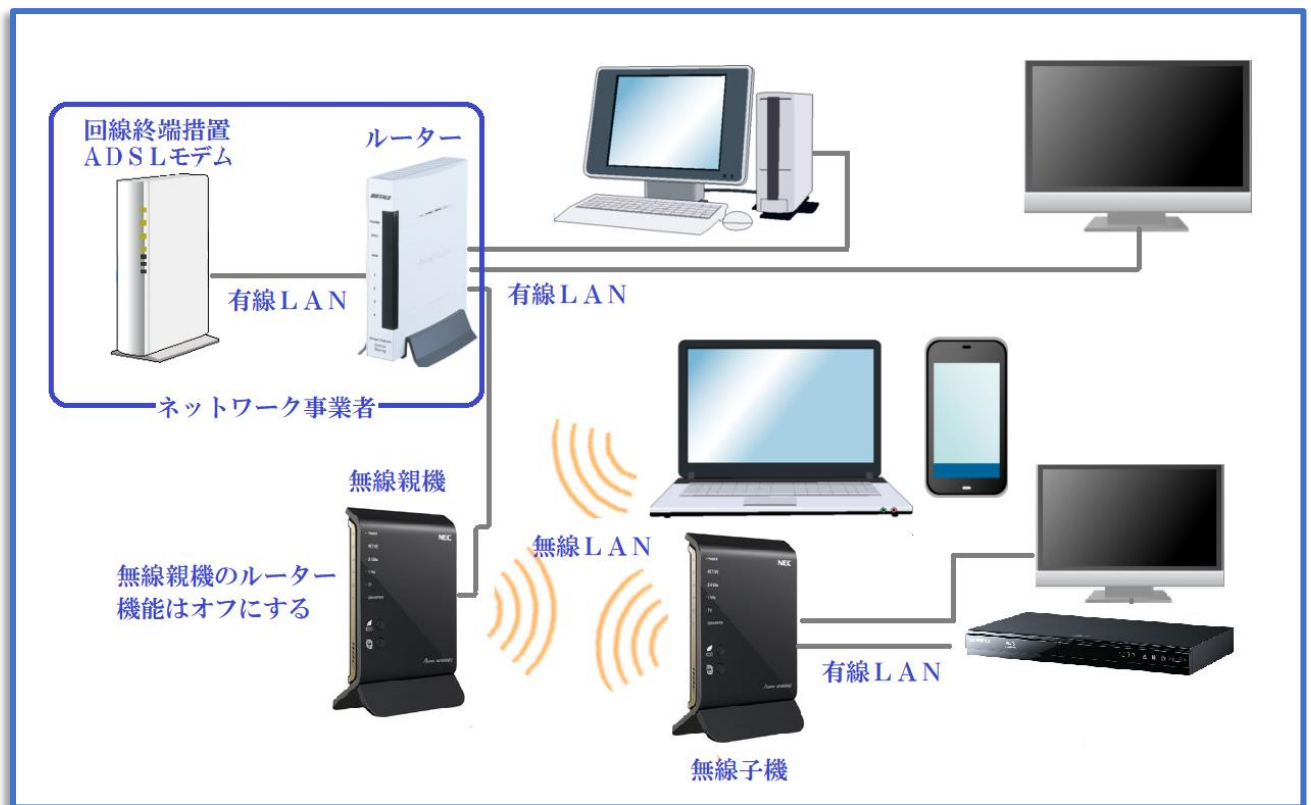 回線終端措置
ADSLモデム
ルーター
BUFFALO
有線LAN
有線LAN
ネットワーク事業者
無線親機
NEC
無線親機のルーター
機能はオフにする
無線LAN
NEC
有線LAN
無線子機